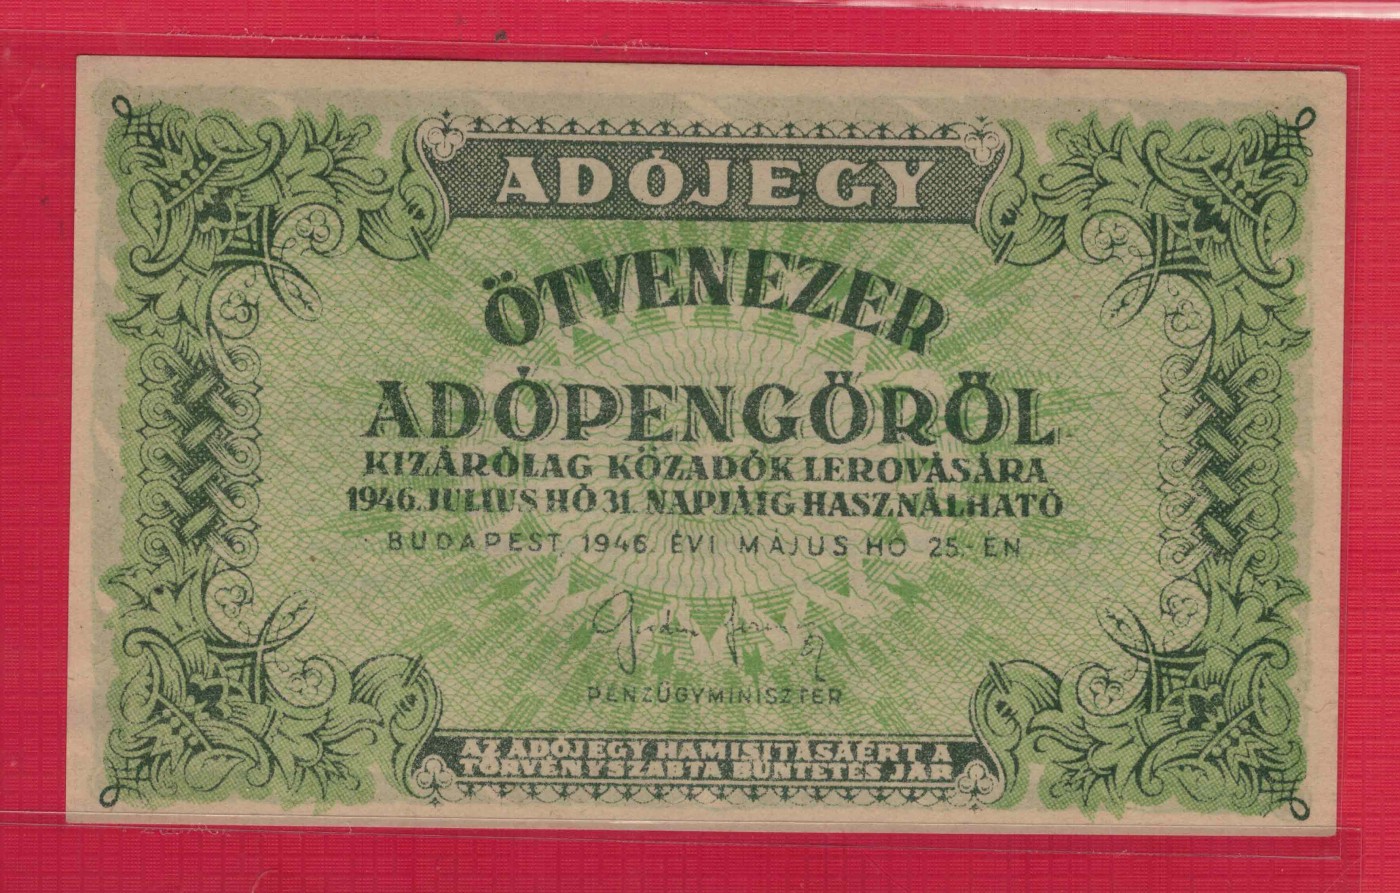 ADÓJEGY
ÖTVENEZER
ADÓPENGŐRŐL
KIZÁRÓLAG KÖZADÓK LEROVÁSÁRA
1946. JULIUS HÓ 31. NAPJÁIG HASZNÁLHATÓ
BUDAPEST, 1946. ÉVI MÁJUS HÓ 25.-ÉN
PÉNZÜGYMINISZTER
AZ ADÓJEGY HAMISITÁSÁÉRT A
TÖRVÉNYSZABTA BÜNTETÉS JÁR